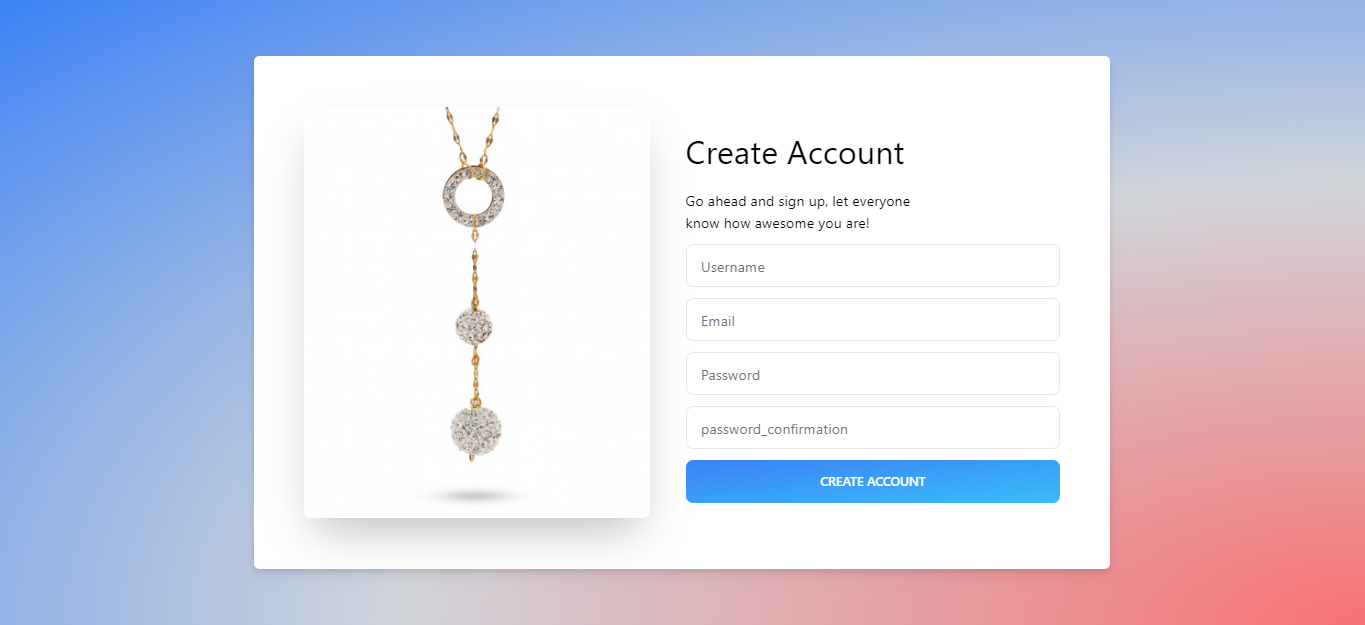 Create Account
Go ahead and sign up, let everyone
know how awesome you are!
Username
Email
Password
password_confirmation
CREATE ACCOUNT